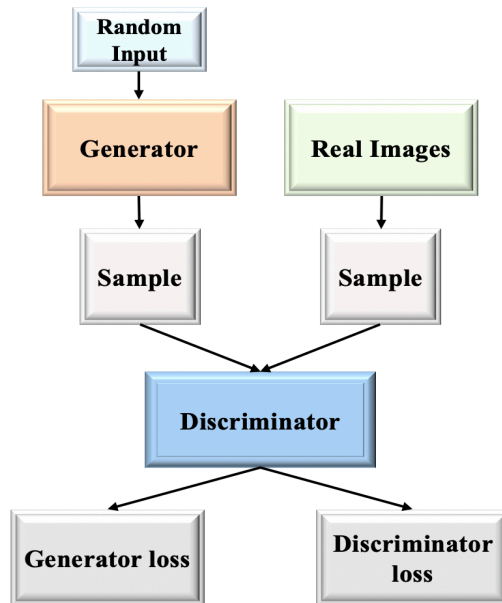 Random
Input
Generator
Real Images
Sample
Sample
Discriminator
Generator loss
Discriminator
loss